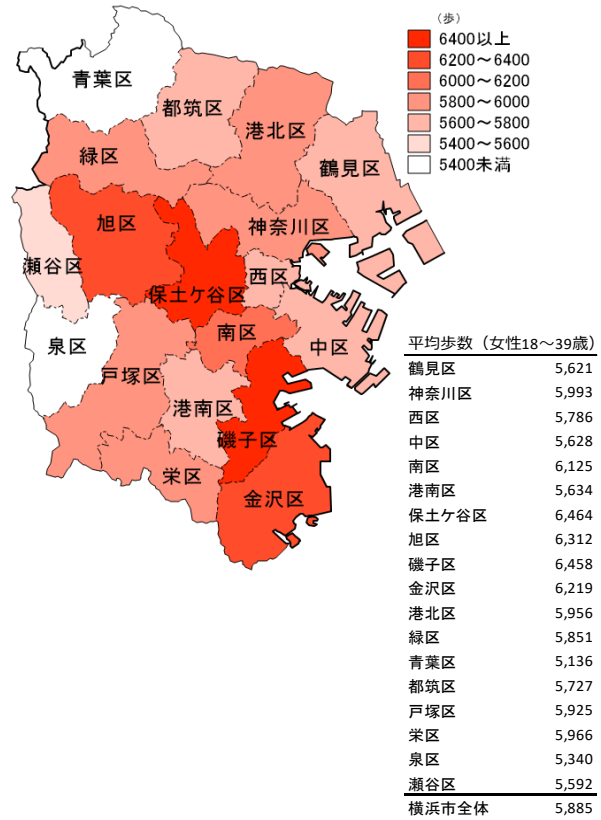 （歩）
6400以上
6200～6400
6000～6200
5800～6000
5600～5800
5400～5600
5400未満
青葉区
都筑区
港北区
緑区
鶴見区
旭区
神奈川区
瀬谷区
保土ケ谷区
西区
泉区
南区
中区
戸塚区
港南区
磯子区
栄区
金沢区
平均歩数（女性18～39歳）
鶴見区 5,621
神奈川区 5,993
西区 5,786
中区 5,628
南区 6,125
港南区 5,634
保土ケ谷区 6,464
旭区 6,312
磯子区 6,458
金沢区 6,219
港北区 5,956
緑区 5,851
青葉区 5,136
都筑区 5,727
戸塚区 5,925
栄区 5,966
泉区 5,340
瀬谷区 5,592
横浜市全体 5,885